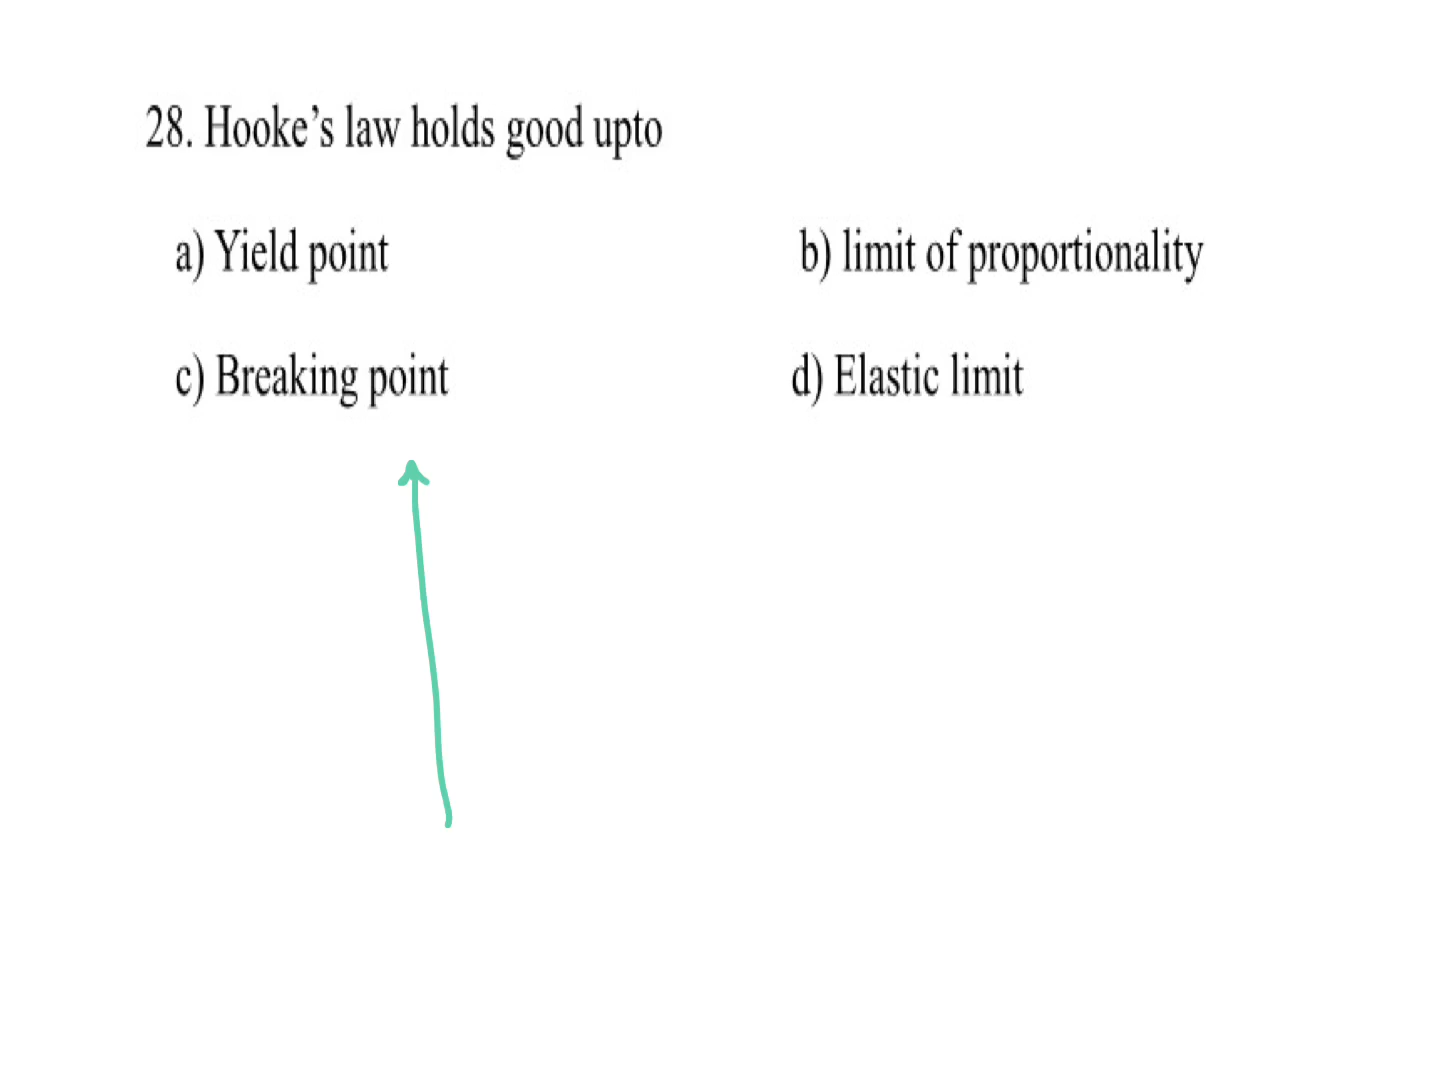 28. Hooke’s law holds good upto
a) Yield point b) limit of proportionality
c) Breaking point d) Elastic limit